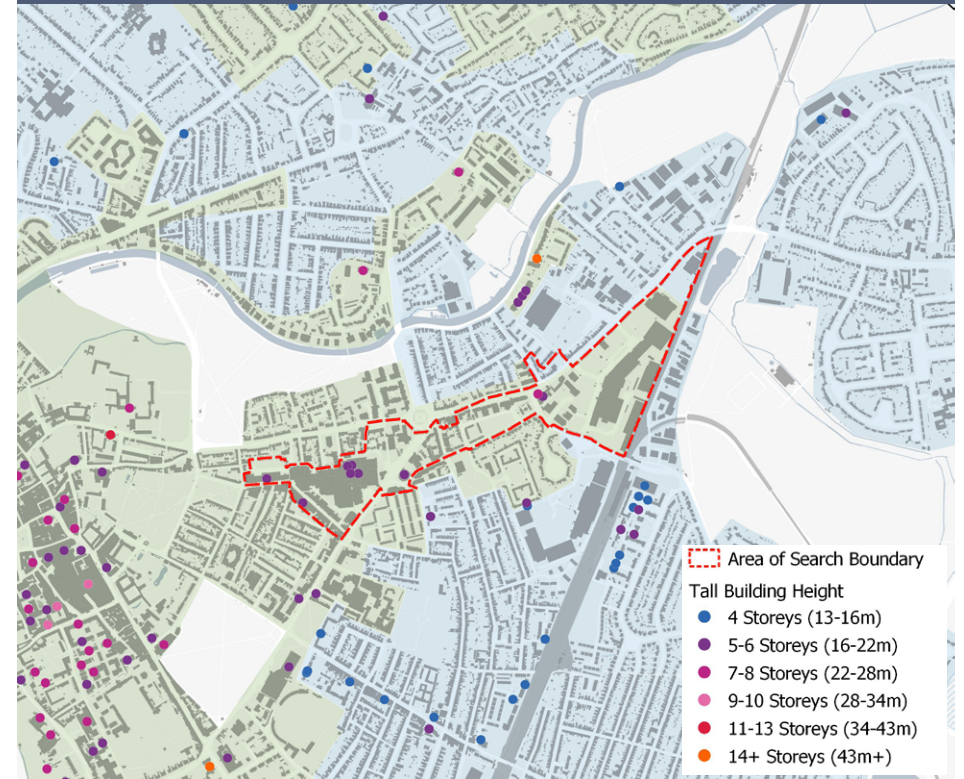 Area of Search Boundary
Tall Building Height
4 Storeys (13-16m)
5-6 Storeys (16-22m)
7-8 Storeys (22-28m)
9-10 Storeys (28-34m)
11-13 Storeys (34-43m)
14+ Storeys (43m+)